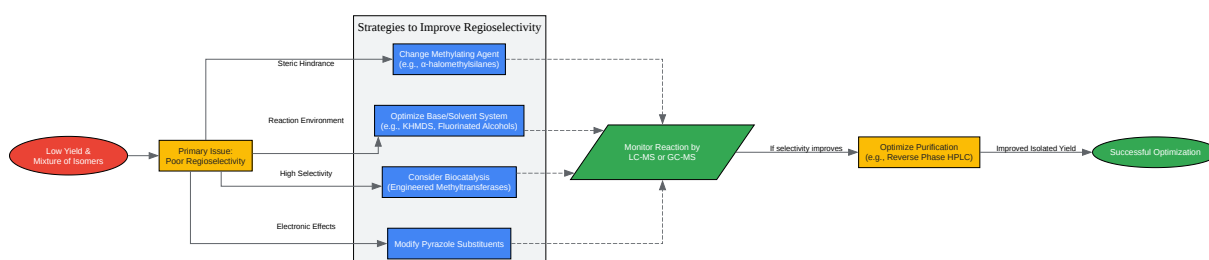 Strategies to Improve Regioselectivity
Low Yield &
Mixture of Isomers
Primary Issue:
Poor Regioselectivity
Steric Hindrance
Reaction Environment
High Selectivity
Electronic Effects
Change Methylating Agent
(e.g., α-halomethylsilanes)
Optimize Base/Solvent System
(e.g., KHMDS, Fluorinated Alcohols)
Consider Biocatalysis
(Engineered Methyltransferases)
Modify Pyrazole Substituents
Monitor Reaction by
LC-MS or GC-MS
If selectivity improves
Optimize Purification
(e.g., Reverse Phase HPLC)
Improved Isolated Yield
Successful Optimization